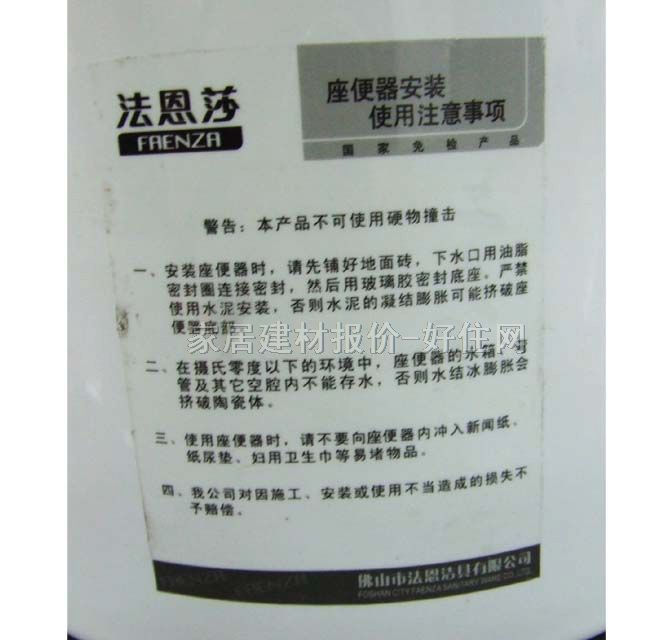 法恩莎
FAENZA
座便器安装
使用注意事项
国家免检产品
警告：本产品不可使用硬物撞击
一、安装座便器时，请先铺好地面砖，下水口用油脂
密封圈连接密封，然后用玻璃胶密封底座。严禁
使用水泥安装，否则水泥的凝结膨胀可能挤破座
便器底部。
家居建材报价-好住网
二、在摄氏零度以下的环境中，座便器的水箱、弯
管及其它空腔内不能存水，否则水结冰膨胀会
挤破陶瓷体。
三、使用座便器时，请不要向座便器内冲入新闻纸、
纸尿垫、妇用卫生巾等易堵物品。
四、我公司对因施工、安装或使用不当造成的损失不
予赔偿。
FAENZA FAENZA
佛山市法恩洁具有限公司
FOSHAN CITY FAENZA SANITARY WARE CO.,LTD.